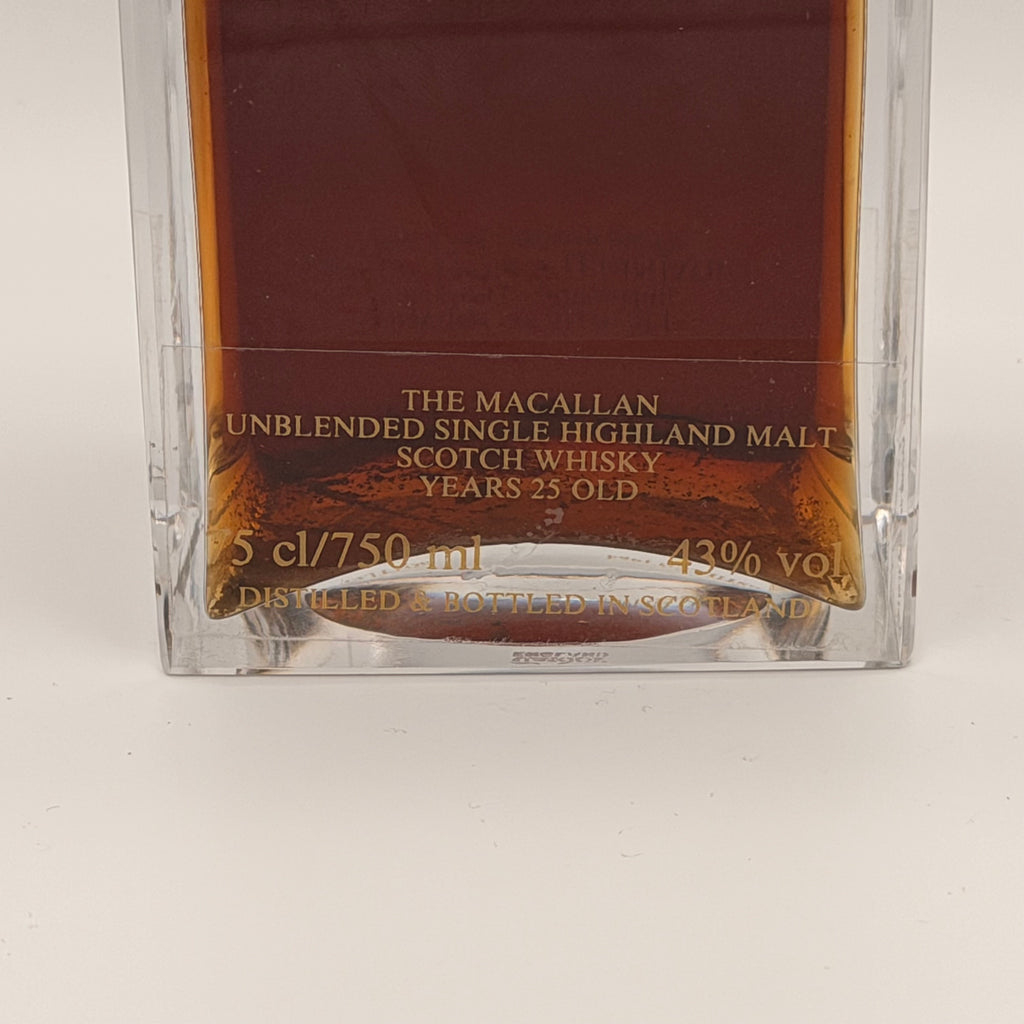 THE MACALLAN
UNBLENDED SINGLE HIGHLAND MALT
SCOTCH WHISKY
YEARS 25 OLD
75 cl/750 ml 43% vol
DISTILLED & BOTTLED IN SCOTLAND